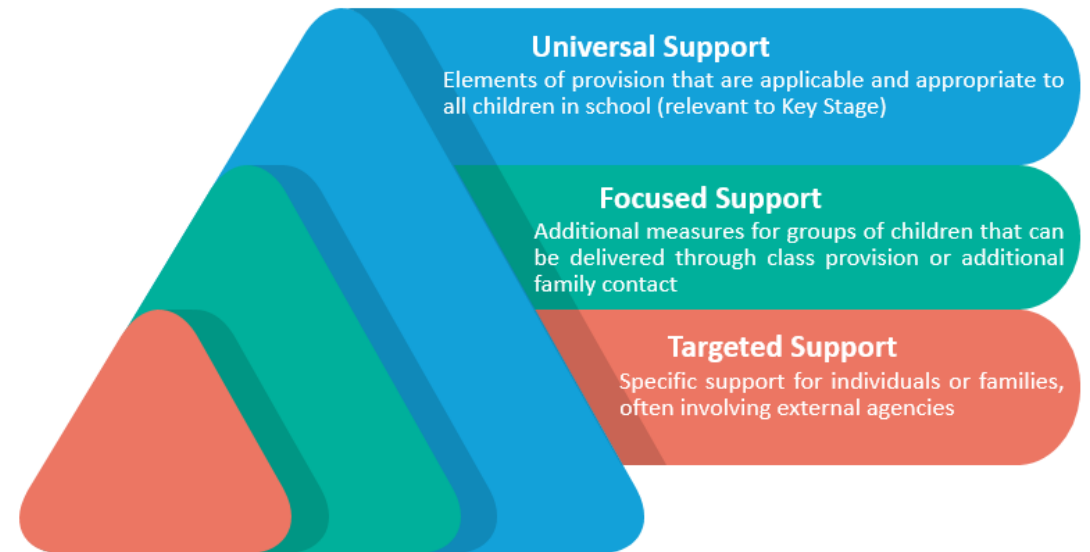 Universal Support
Elements of provision that are applicable and appropriate to
all children in school (relevant to Key Stage)
Focused Support
Additional measures for groups of children that can
be delivered through class provision or additional
family contact
Targeted Support
Specific support for individuals or families,
often involving external agencies